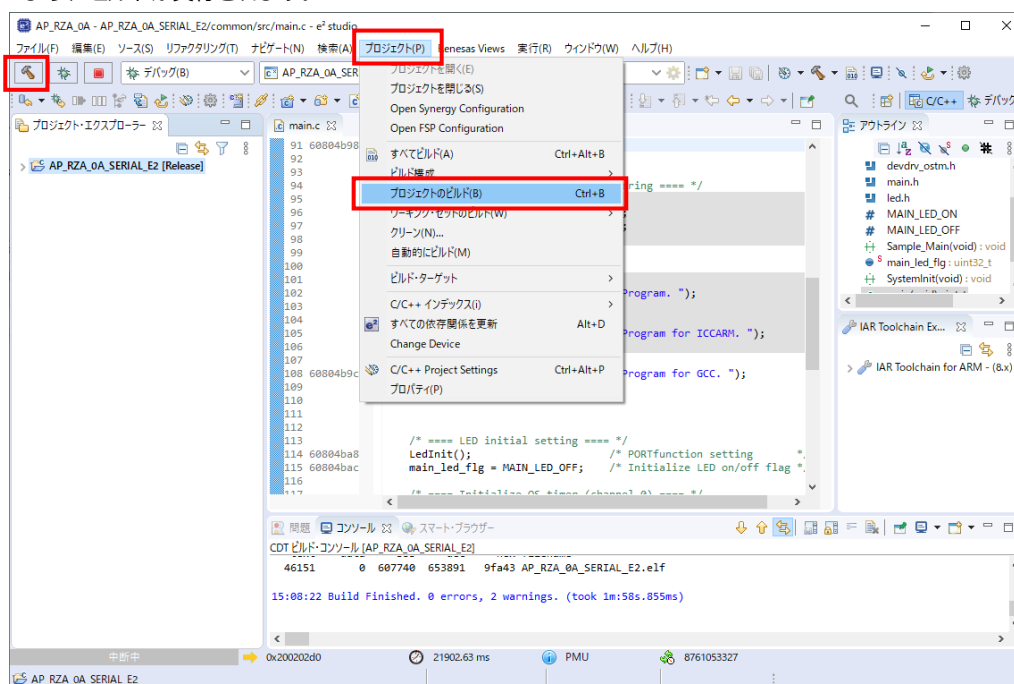 AP_RZA_0A - AP_RZA_0A_SERIAL_E2/common/src/main.c - e² studio
ファイル(F) 編集(E) ソース(S) リファクタリング(T) ナビゲート(N) 検索(A) プロジェクト(P) Renesas Views 実行(R) ウィンドウ(W) ヘルプ(H)
デバッグ(B)
AP_RZA_0A_SER
C/C++
デバッグ
プロジェクトを開く(E)
プロジェクトを閉じる(S)
Open Synergy Configuration
Open FSP Configuration
すべてビルド(A) Ctrl+Alt+B
ビルド構成
プロジェクトのビルド(B) Ctrl+B
ワーキング・セットのビルド(W)
クリーン(N)...
自動的にビルド(M)
ビルド・ターゲット
C/C++ インデックス(i)
すべての依存関係を更新 Alt+D
Change Device
C/C++ Project Settings Ctrl+Alt+P
プロパティ(P)
プロジェクト・エクスプローラー
AP_RZA_0A_SERIAL_E2 [Release]
main.c
91 60804b98
92
93
94 ring ==== */
95
96 ;
97 ;
98
99
100
101
102 Program. ");
103
104
105 Program for ICCARM. ");
106
107
108 60804b9c Program for GCC. ");
109
110
111
112
113 /* ==== LED initial setting ==== */
114 60804ba8 LedInit(); /* PORTfunction setting *
115 60804bac main_led_flg = MAIN_LED_OFF; /* Initialize LED on/off flag *
116
117 /* ==== Initialize OS timer (channel 0) ==== */
アウトライン
devdrv_ostm.h
main.h
led.h
MAIN_LED_ON
MAIN_LED_OFF
Sample_Main(void) : void
main_led_flg : uint32_t
SystemInit(void) : void
IAR Toolchain Ex...
IAR Toolchain for ARM - (8.x)
問題 コンソール スマート・ブラウザー
CDT ビルド・コンソール [AP_RZA_0A_SERIAL_E2]
46151 0 607740 653891 9fa43 AP_RZA_0A_SERIAL_E2.elf
15:08:22 Build Finished. 0 errors, 2 warnings. (took 1m:58s.855ms)
中断中 0x200202d0 21902.63 ms PMU 8761053327
AP_RZA_0A_SERIAL_E2